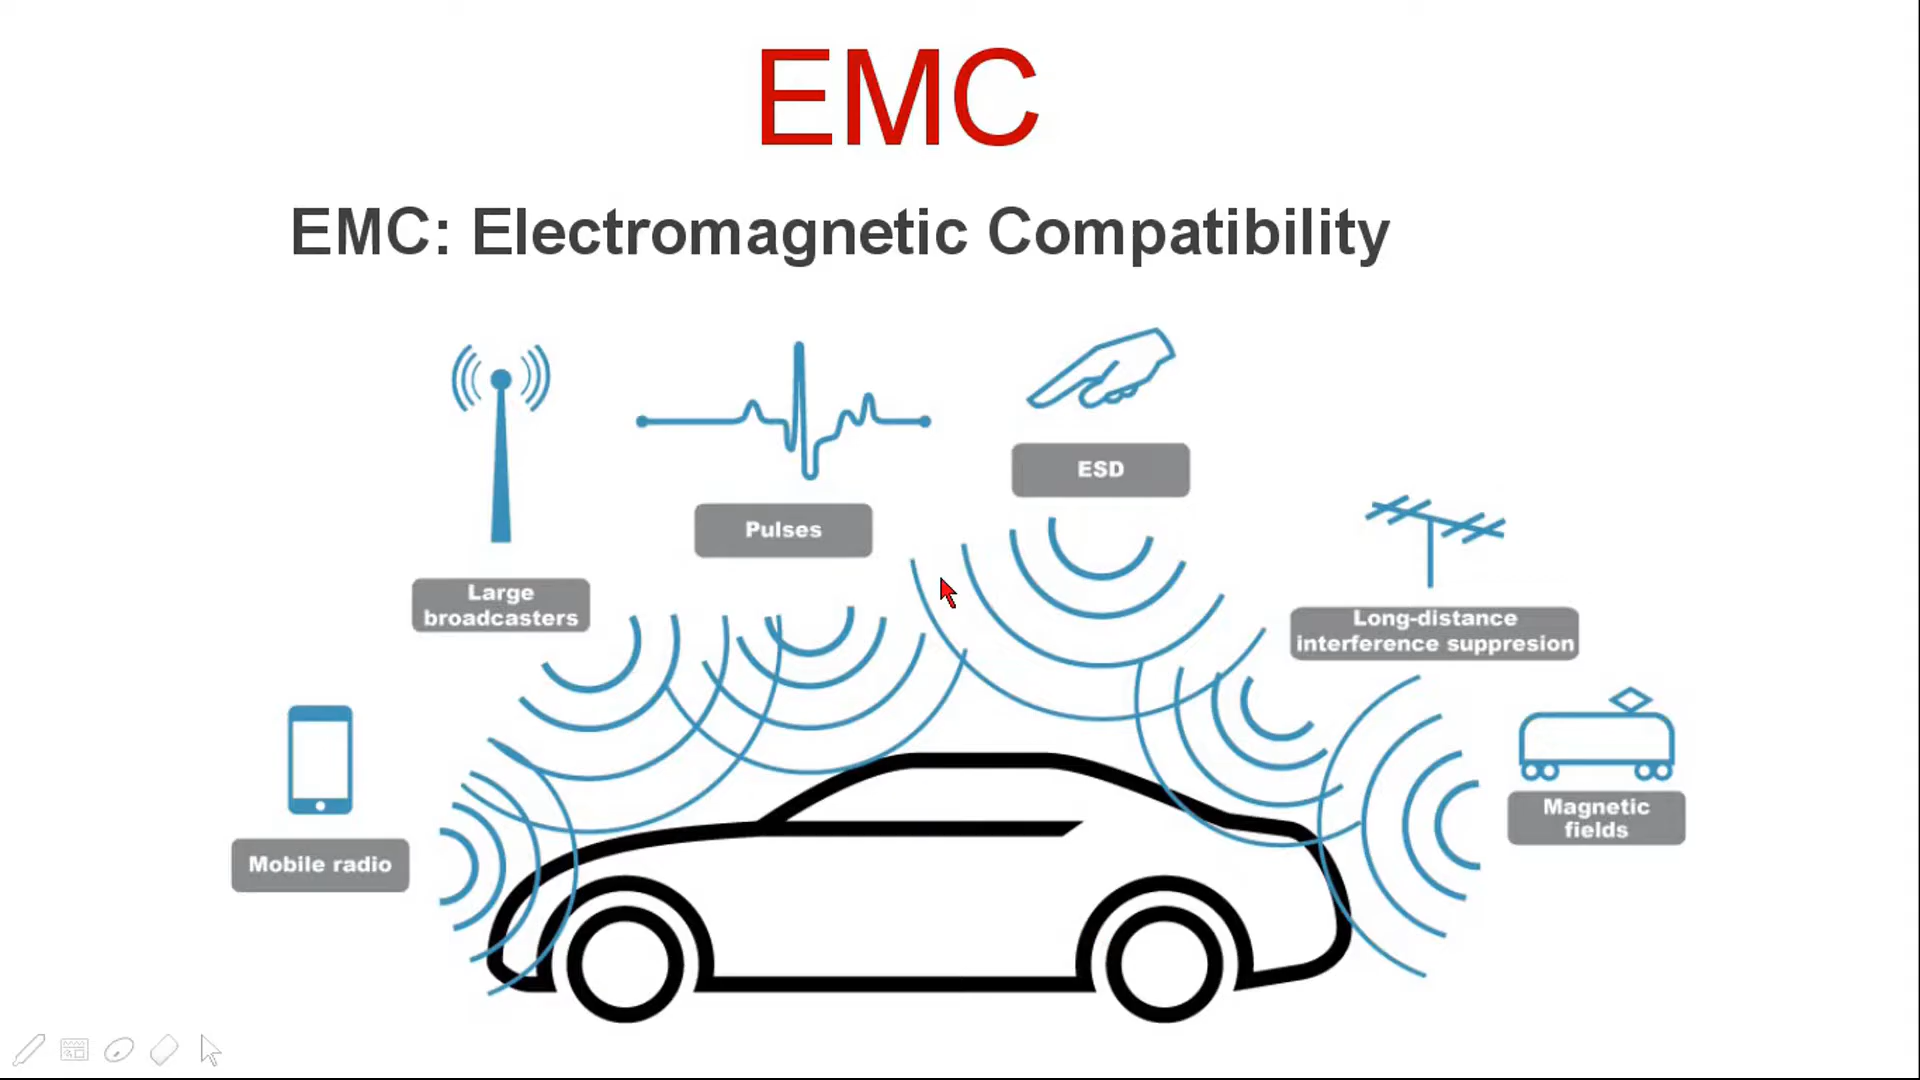 EMC
EMC: Electromagnetic Compatibility
ESD
Pulses
Large
broadcasters
Long-distance
interference suppresion
Mobile radio
Magnetic
fields